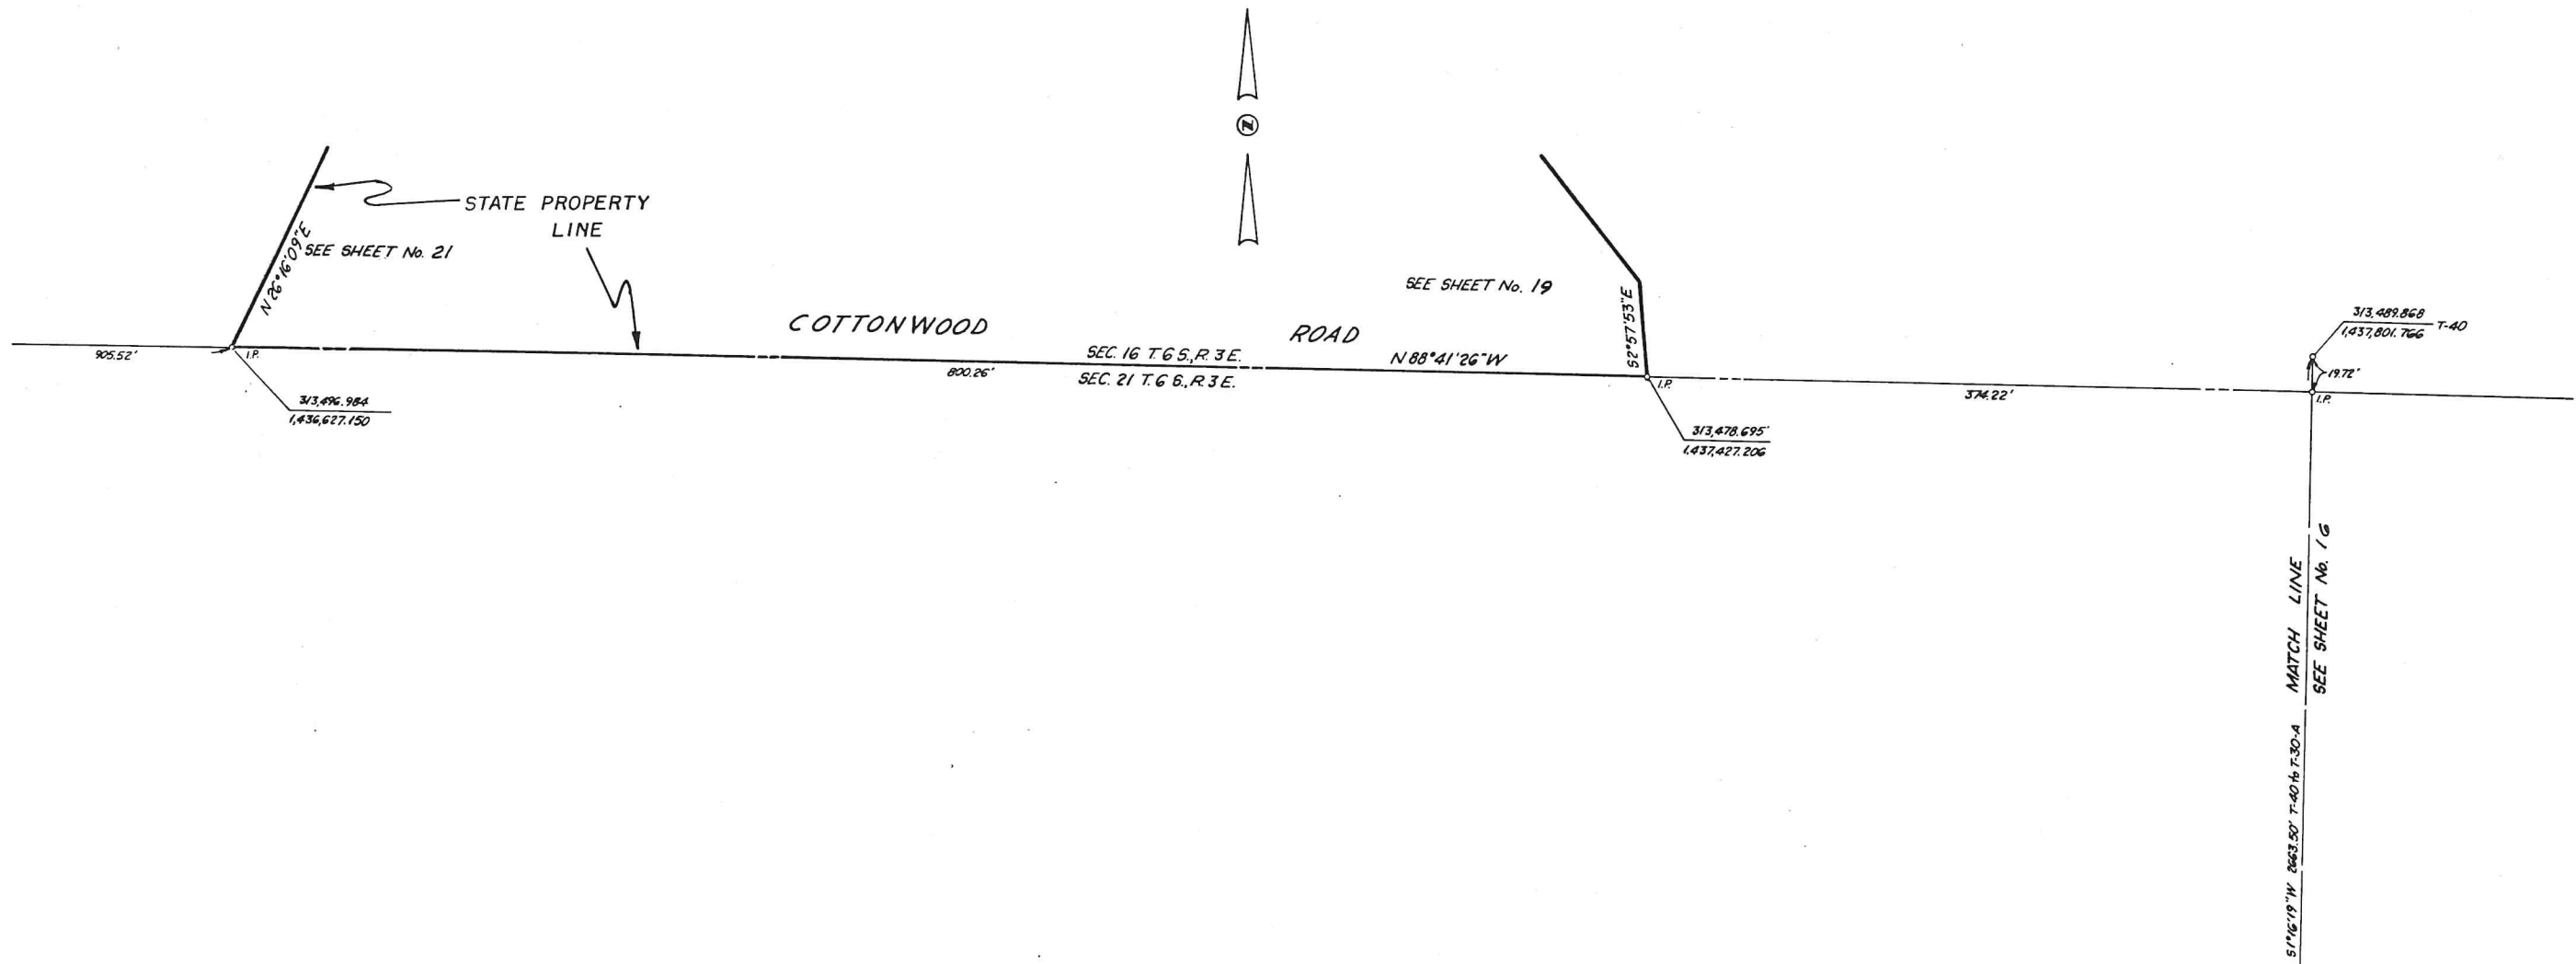 Z
STATE PROPERTY
LINE
N 26°16'09"E
SEE SHEET No. 21
SEE SHEET No. 19
S2°57'53"E
COTTONWOOD ROAD
313,489.868
1,437,801.766
T-40
905.52'
I.P.
SEC. 16 T. 6 S., R. 3 E.
N 88°41'26"W
800.26'
SEC. 21 T. 6 S., R. 3 E.
I.P.
374.22'
19.72'
I.P.
313,496.984
1,436,627.150
313,478.695'
1,437,427.206
MATCH LINE
SEE SHEET No. 16
S1°16'19"W 2663.50' T-40 to T-30-A